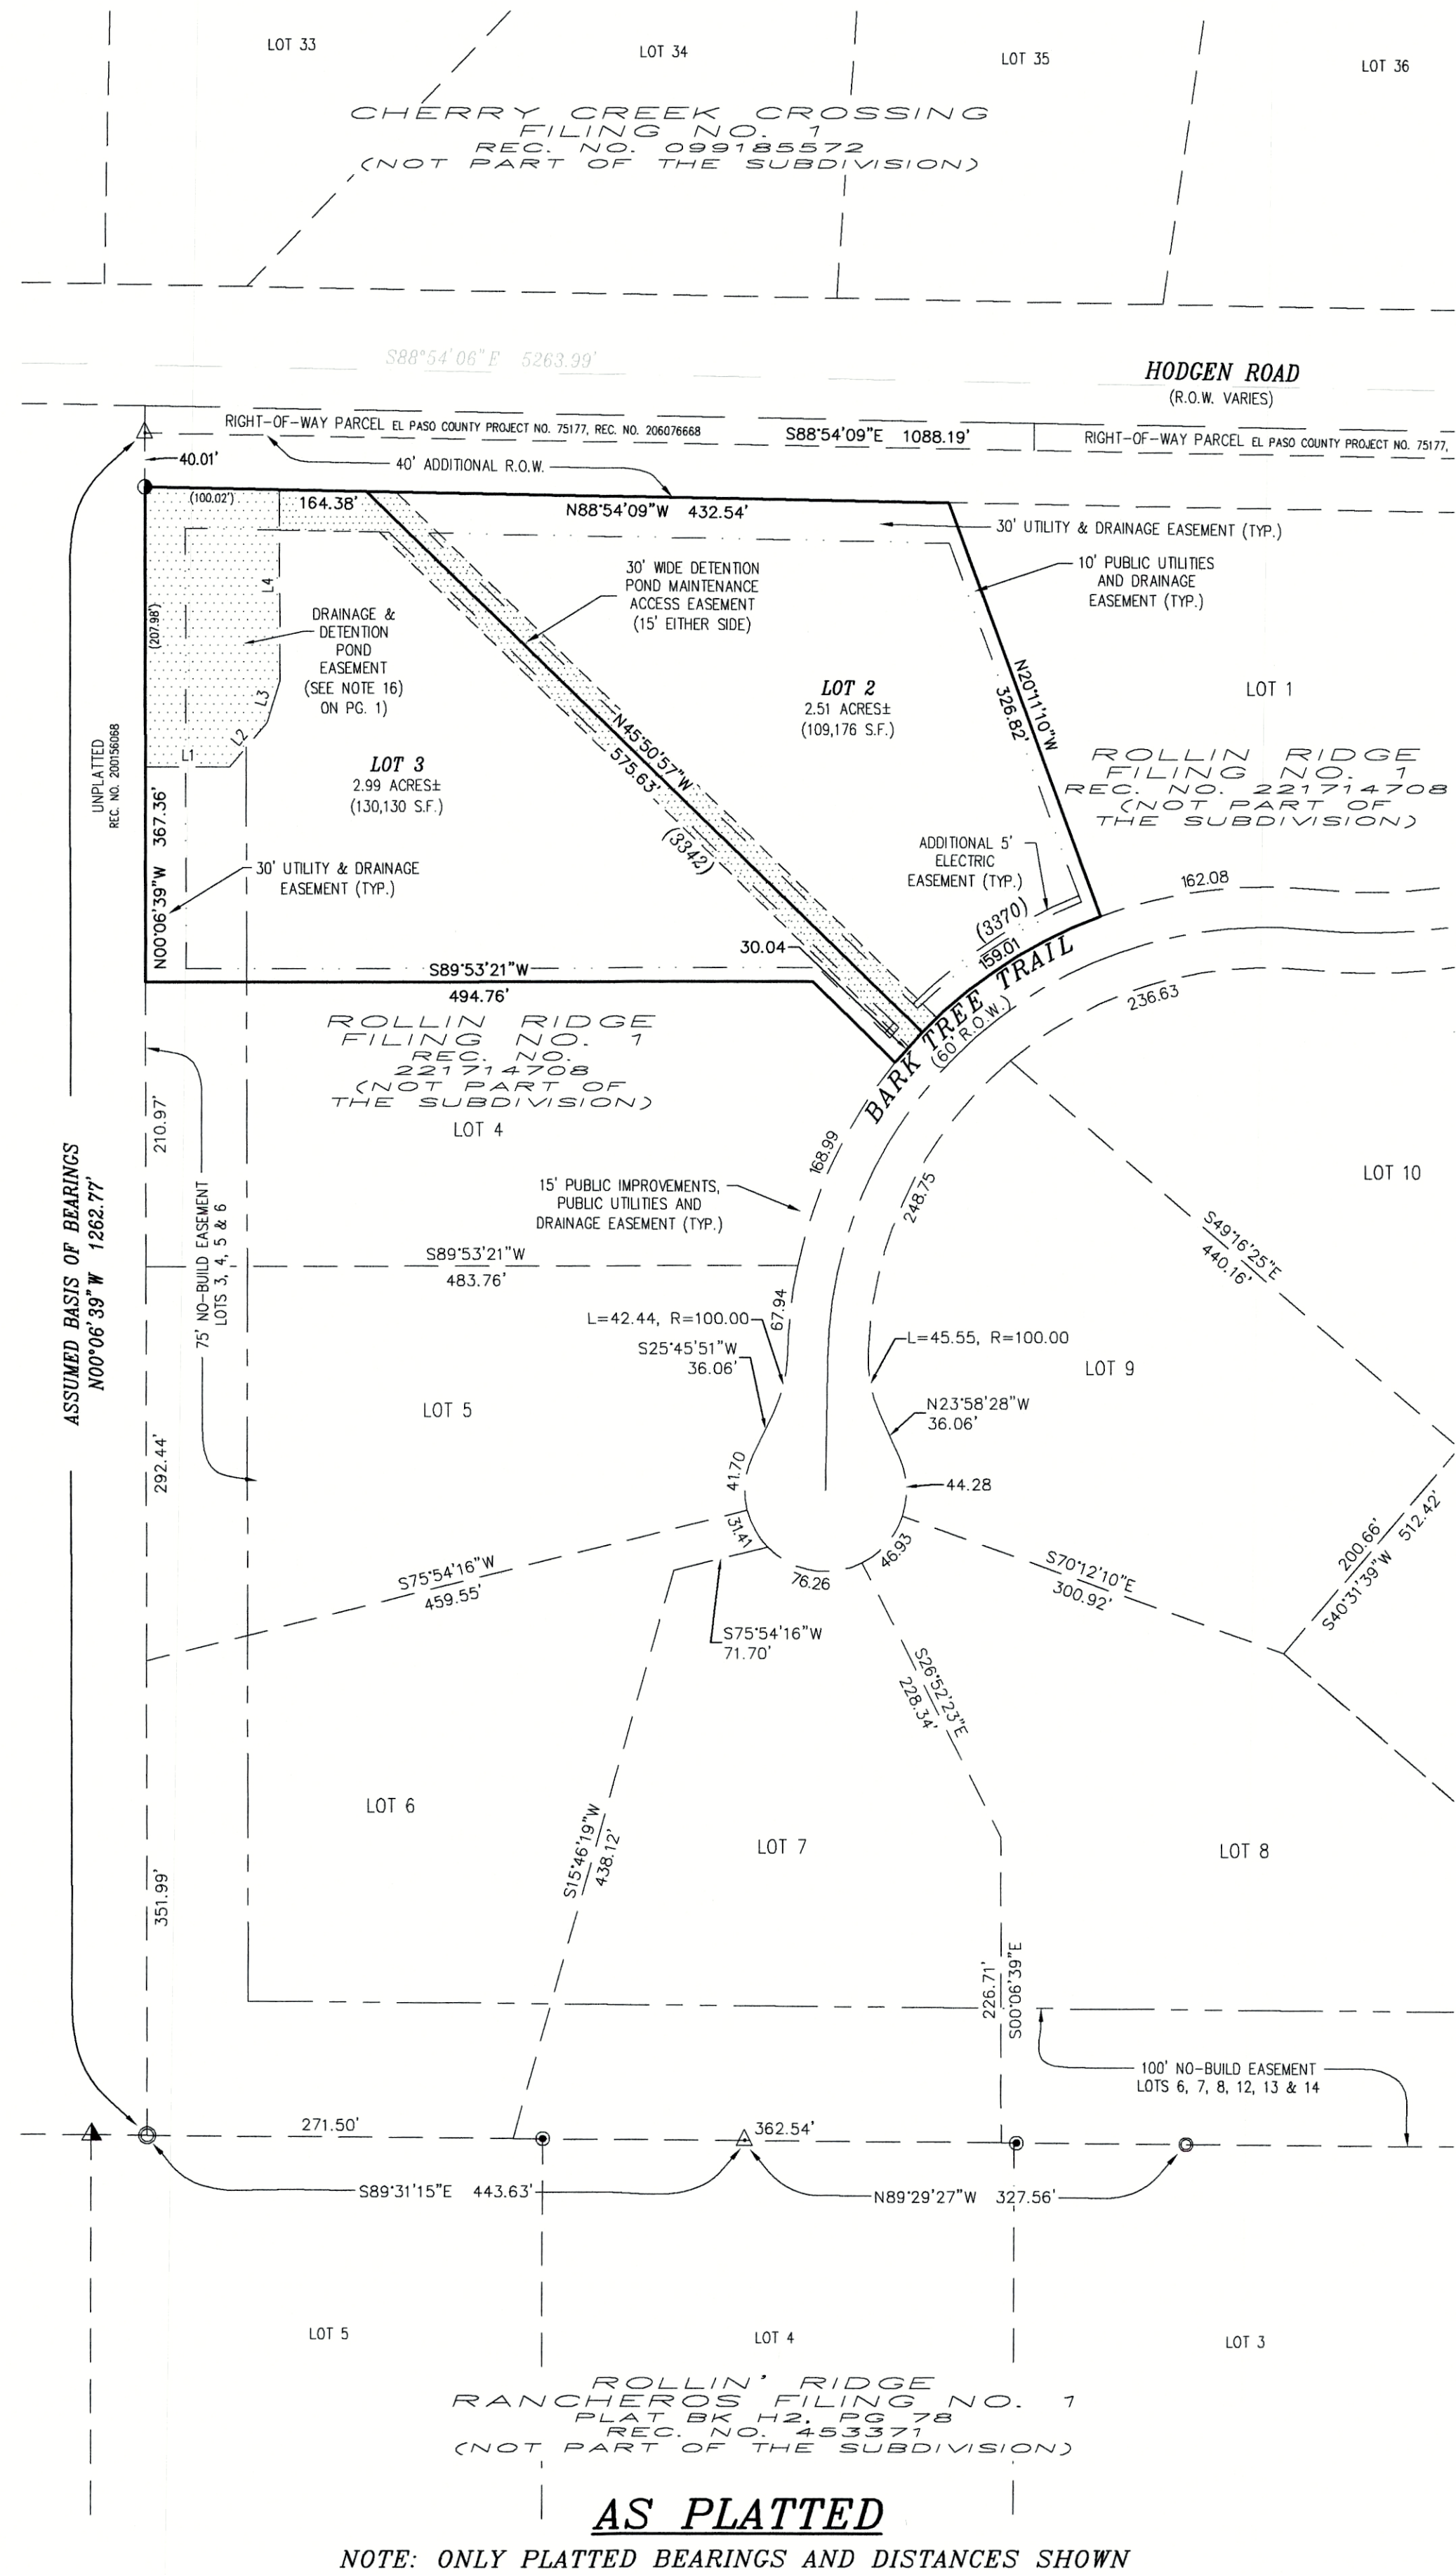 LOT 33
LOT 34
LOT 35
LOT 36
CHERRY CREEK CROSSING
FILING NO. 1
REC. NO. 099185572
(NOT PART OF THE SUBDIVISION)
S88°54'06"E 5263.99'
HODGEN ROAD
(R.O.W. VARIES)
RIGHT-OF-WAY PARCEL EL PASO COUNTY PROJECT NO. 75177, REC. NO. 206076668
S88°54'09"E 1088.19'
RIGHT-OF-WAY PARCEL EL PASO COUNTY PROJECT NO. 75177,
40.01'
40' ADDITIONAL R.O.W.
(100.02')
164.38'
N88°54'09"W 432.54'
30' UTILITY & DRAINAGE EASEMENT (TYP.)
10' PUBLIC UTILITIES
AND DRAINAGE
EASEMENT (TYP.)
30' WIDE DETENTION
POND MAINTENANCE
ACCESS EASEMENT
(15' EITHER SIDE)
L4
(207.98')
DRAINAGE &
DETENTION
POND
EASEMENT
(SEE NOTE 16)
ON PG. 1)
L3
L2
L1
LOT 2
2.51 ACRES±
(109,176 S.F.)
N20°11'10"W
326.82'
LOT 1
ROLLIN RIDGE
FILING NO. 1
REC. NO. 221714708
(NOT PART OF
THE SUBDIVISION)
UNPLATTED
REC. NO. 200156068
LOT 3
2.99 ACRES±
(130,130 S.F.)
N45°50'57"W
575.63'
(3342)
N00°06'39"W 367.36'
30' UTILITY & DRAINAGE
EASEMENT (TYP.)
ADDITIONAL 5'
ELECTRIC
EASEMENT (TYP.)
162.08
(3370)
159.01
30.04
BARK TREE TRAIL
(60' R.O.W.)
236.63
S89°53'21"W
494.76'
ROLLIN RIDGE
FILING NO. 1
REC. NO.
221714708
(NOT PART OF
THE SUBDIVISION)
LOT 4
210.97'
168.99
248.75
LOT 10
15' PUBLIC IMPROVEMENTS,
PUBLIC UTILITIES AND
DRAINAGE EASEMENT (TYP.)
ASSUMED BASIS OF BEARINGS
N00°06'39"W 1262.77'
75' NO-BUILD EASEMENT
LOTS 3, 4, 5 & 6
S89°53'21"W
483.76'
S49°16'25"E
440.16'
67.94
L=42.44, R=100.00
S25°45'51"W
36.06'
L=45.55, R=100.00
LOT 9
N23°58'28"W
36.06'
LOT 5
292.44'
41.70
44.28
31.41
46.93
76.26
S75°54'16"W
459.55'
S75°54'16"W
71.70'
S70°12'10"E
300.92'
200.66'
S40°31'39"W 512.42'
S26°52'23"E
228.34'
LOT 6
S15°46'19"W
438.12'
LOT 7
LOT 8
351.99'
226.71'
S00°06'39"E
100' NO-BUILD EASEMENT
LOTS 6, 7, 8, 12, 13 & 14
271.50'
362.54'
S89°31'15"E 443.63'
N89°29'27"W 327.56'
LOT 5
LOT 4
LOT 3
ROLLIN' RIDGE
RANCHEROS FILING NO. 1
PLAT BK H2, PG 78
REC. NO. 453371
(NOT PART OF THE SUBDIVISION)
AS PLATTED
NOTE: ONLY PLATTED BEARINGS AND DISTANCES SHOWN